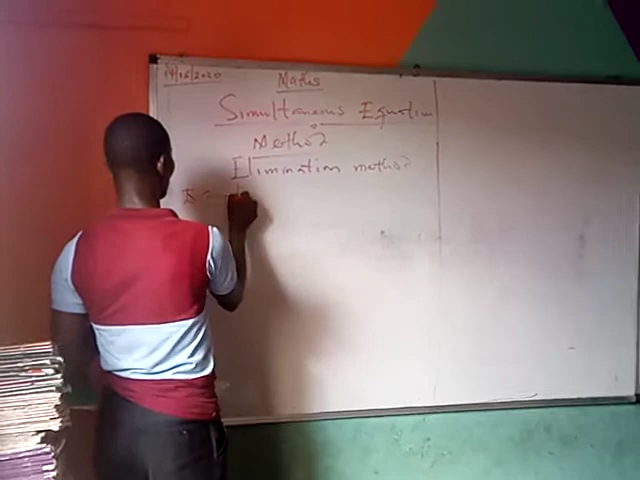 Maths
Simultaneous Equation
Method
Elimination method